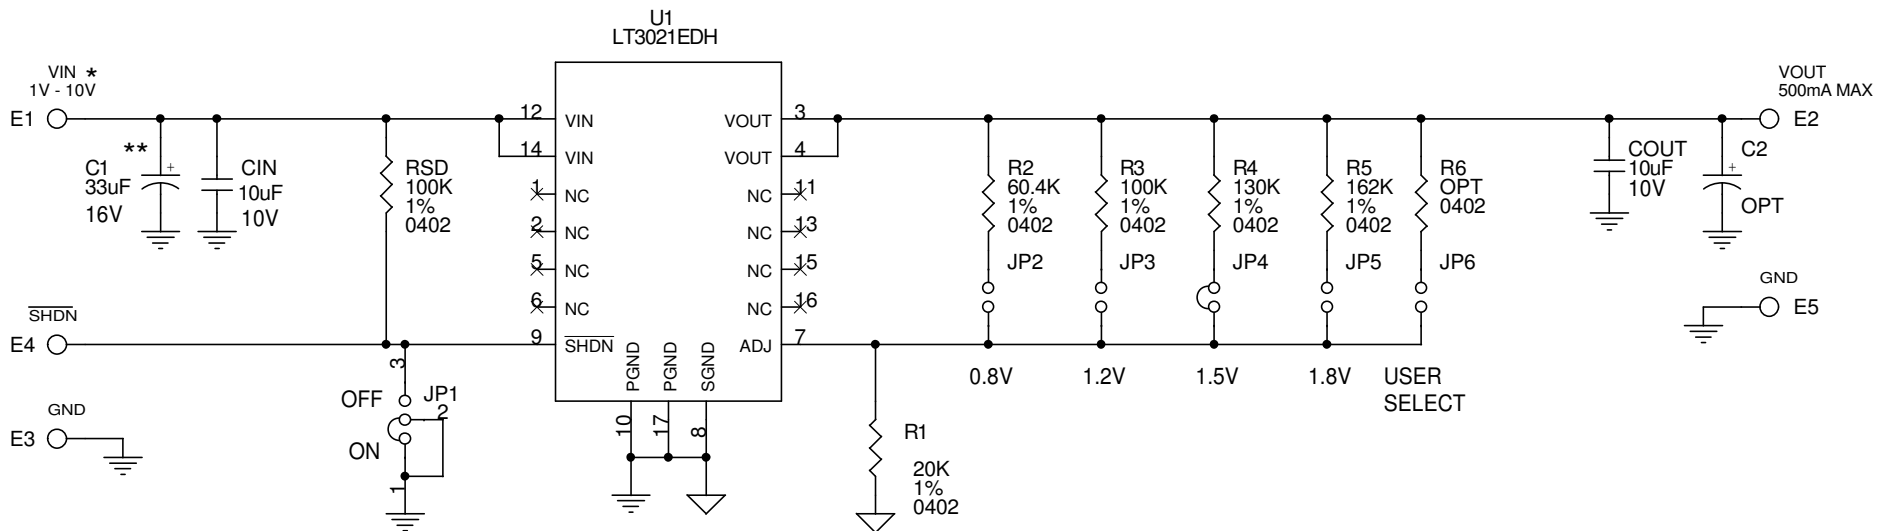 U1
LT3021EDH
VIN *
1V - 10V
E1
**
C1
33uF
16V
CIN
10uF
10V
RSD
100K
1%
0402
12
14
1
2
5
6
9
VIN
VIN
NC
NC
NC
NC
SHDN
PGND
PGND
SGND
10
17
8
VOUT
VOUT
NC
NC
NC
NC
ADJ
3
4
11
13
15
16
7
R2
60.4K
1%
0402
JP2
0.8V
R3
100K
1%
0402
JP3
1.2V
R4
130K
1%
0402
JP4
1.5V
R5
162K
1%
0402
JP5
1.8V
R6
OPT
0402
JP6
USER
SELECT
COUT
10uF
10V
C2
+
OPT
VOUT
500mA MAX
E2
GND
E5
SHDN
E4
GND
E3
3
OFF
JP1
2
ON
1
R1
20K
1%
0402
+